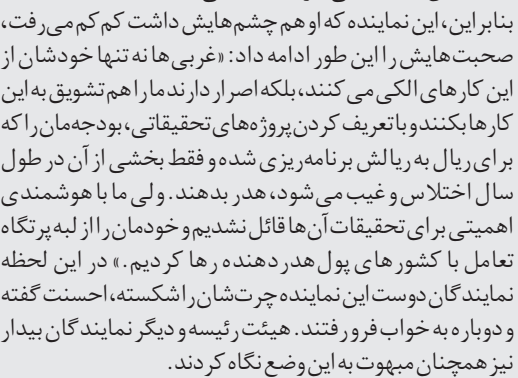 بنابراین، این نماینده که او هم چشم‌هایش داشت کم کم می‌رفت،
صحبت‌هایش را این طور ادامه داد: «غربی‌ها نه تنها خودشان از
این کارهای الکی می‌کنند، بلکه اصرار دارند ما را هم تشویق به این
کارها بکنند و با تعریف کردن پروژه‌های تحقیقاتی، بودجه‌مان را که
برای ریال به ریالش برنامه‌ریزی شده و فقط بخشی از آن در طول
سال اختلاس و غیب می‌شود، هدر بدهند. ولی ما با هوشمندی
اهمیتی برای تحقیقات آن‌ها قائل نشدیم و خودمان را از لبه پرتگاه
تعامل با کشورهای پول هدر دهنده رها کردیم.» در این لحظه
نمایندگان دوست این نماینده چرت‌شان را شکسته، احسنت گفته
و دوباره به خواب فرو رفتند. هیئت رئیسه و دیگر نمایندگان بیدار
نیز همچنان مبهوت به این وضع نگاه کردند.